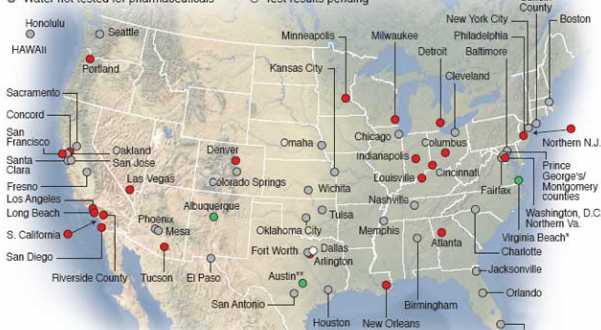 Water not tested for pharmaceuticals
Test results pending
County
Honolulu
HAWAII
Seattle
Portland
Minneapolis
Milwaukee
New York City
Boston
Philadelphia
Detroit
Baltimore
Kansas City
Cleveland
Sacramento
Concord
San
Francisco
Oakland
Santa
Clara
San Jose
Fresno
Los Angeles
Long Beach
S. California
San Diego
Riverside County
Las Vegas
Denver
Colorado Springs
Albuquerque
Phoenix
Mesa
Tucson
El Paso
Omaha
Wichita
Tulsa
Oklahoma City
Fort Worth
Dallas
Arlington
Austin**
San Antonio
Houston
New Orleans
Chicago
Indianapolis
Louisville
Columbus
Cincinnati
Nashville
Memphis
Atlanta
Birmingham
Northern N.J.
Prince
George's/
Montgomery
counties
Fairfax
Washington, D.C.
Northern Va.
Virginia Beach*
Charlotte
Jacksonville
Orlando